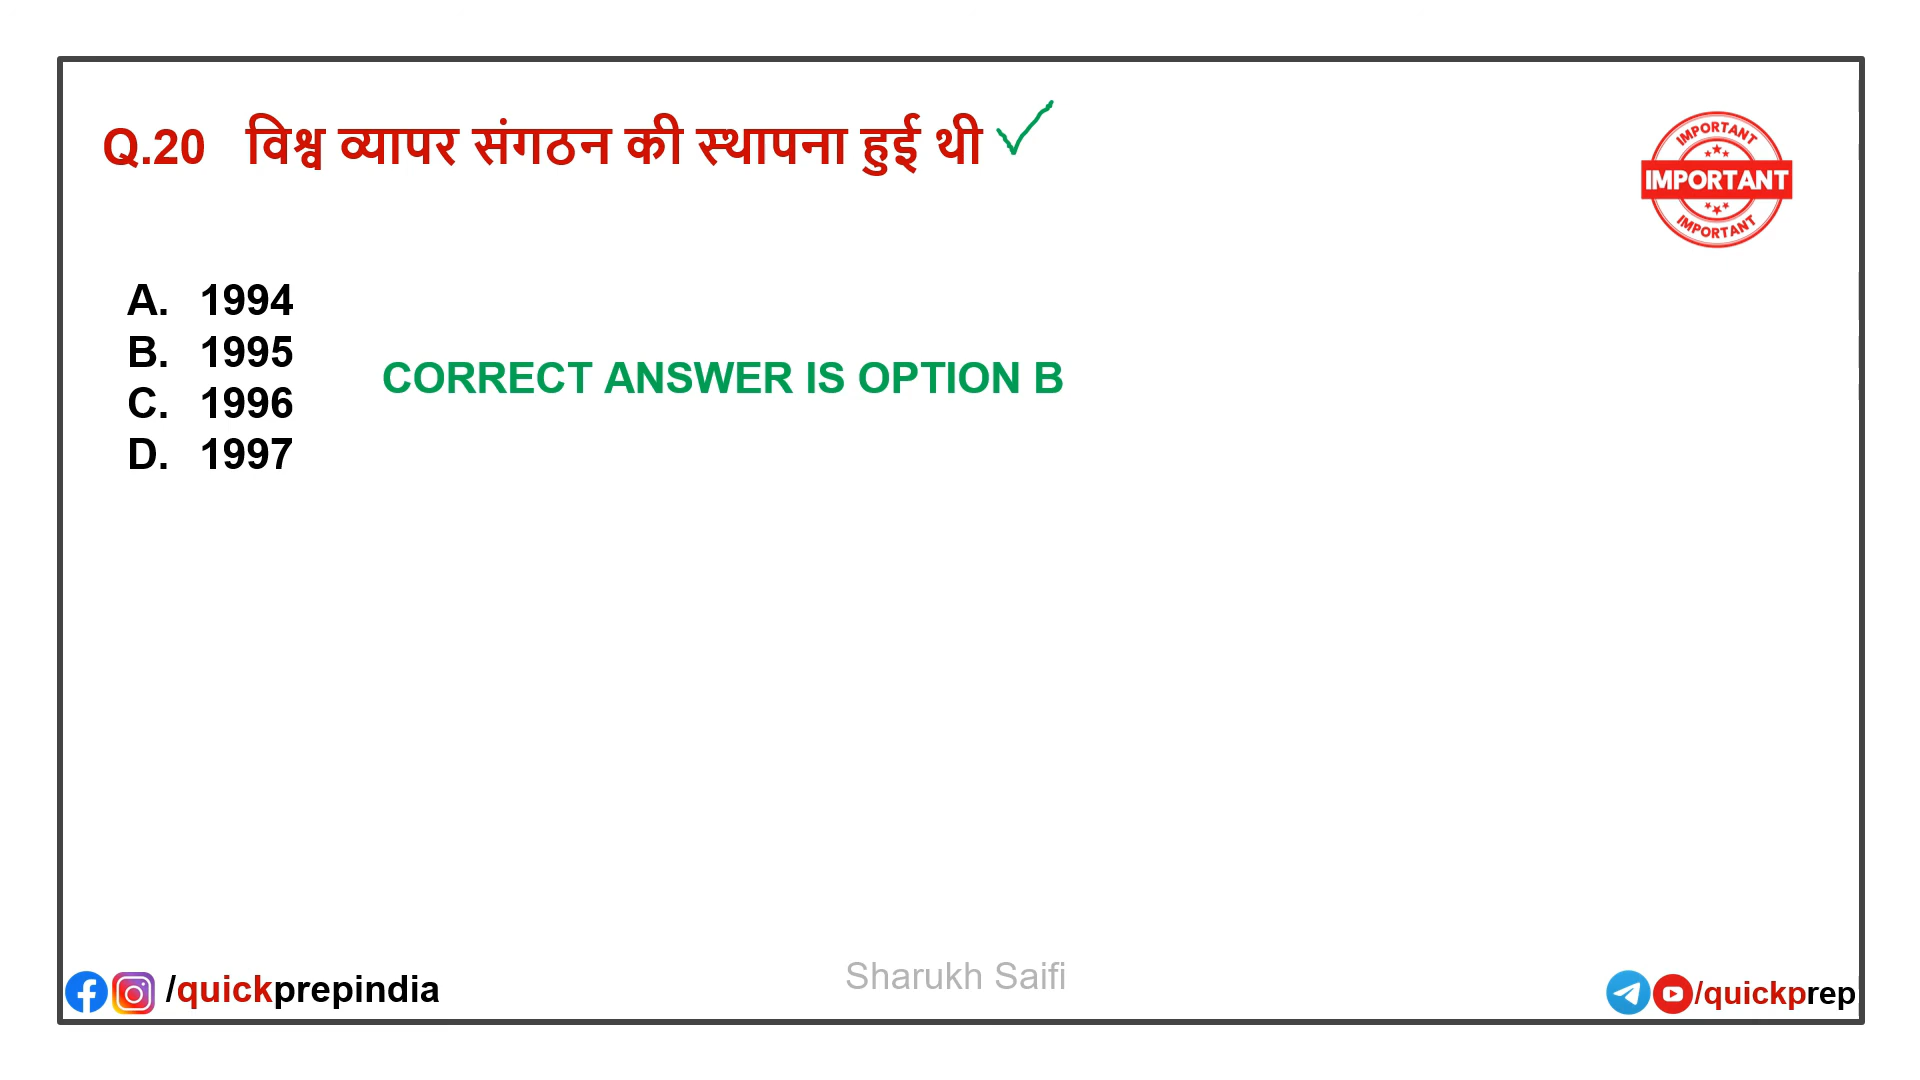 Q.20 विश्व व्यापर संगठन की स्थापना हुई थी
IMPORTANT
IMPORTANT
IMPORTANT
A. 1994
B. 1995
C. 1996
D. 1997
CORRECT ANSWER IS OPTION B
Sharukh Saifi
/quickprepindia
/quickprep